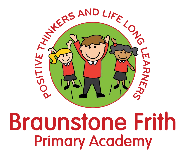 POSITIVE THINKERS AND LIFE LONG LEARNERS
Braunstone Frith
Primary Academy